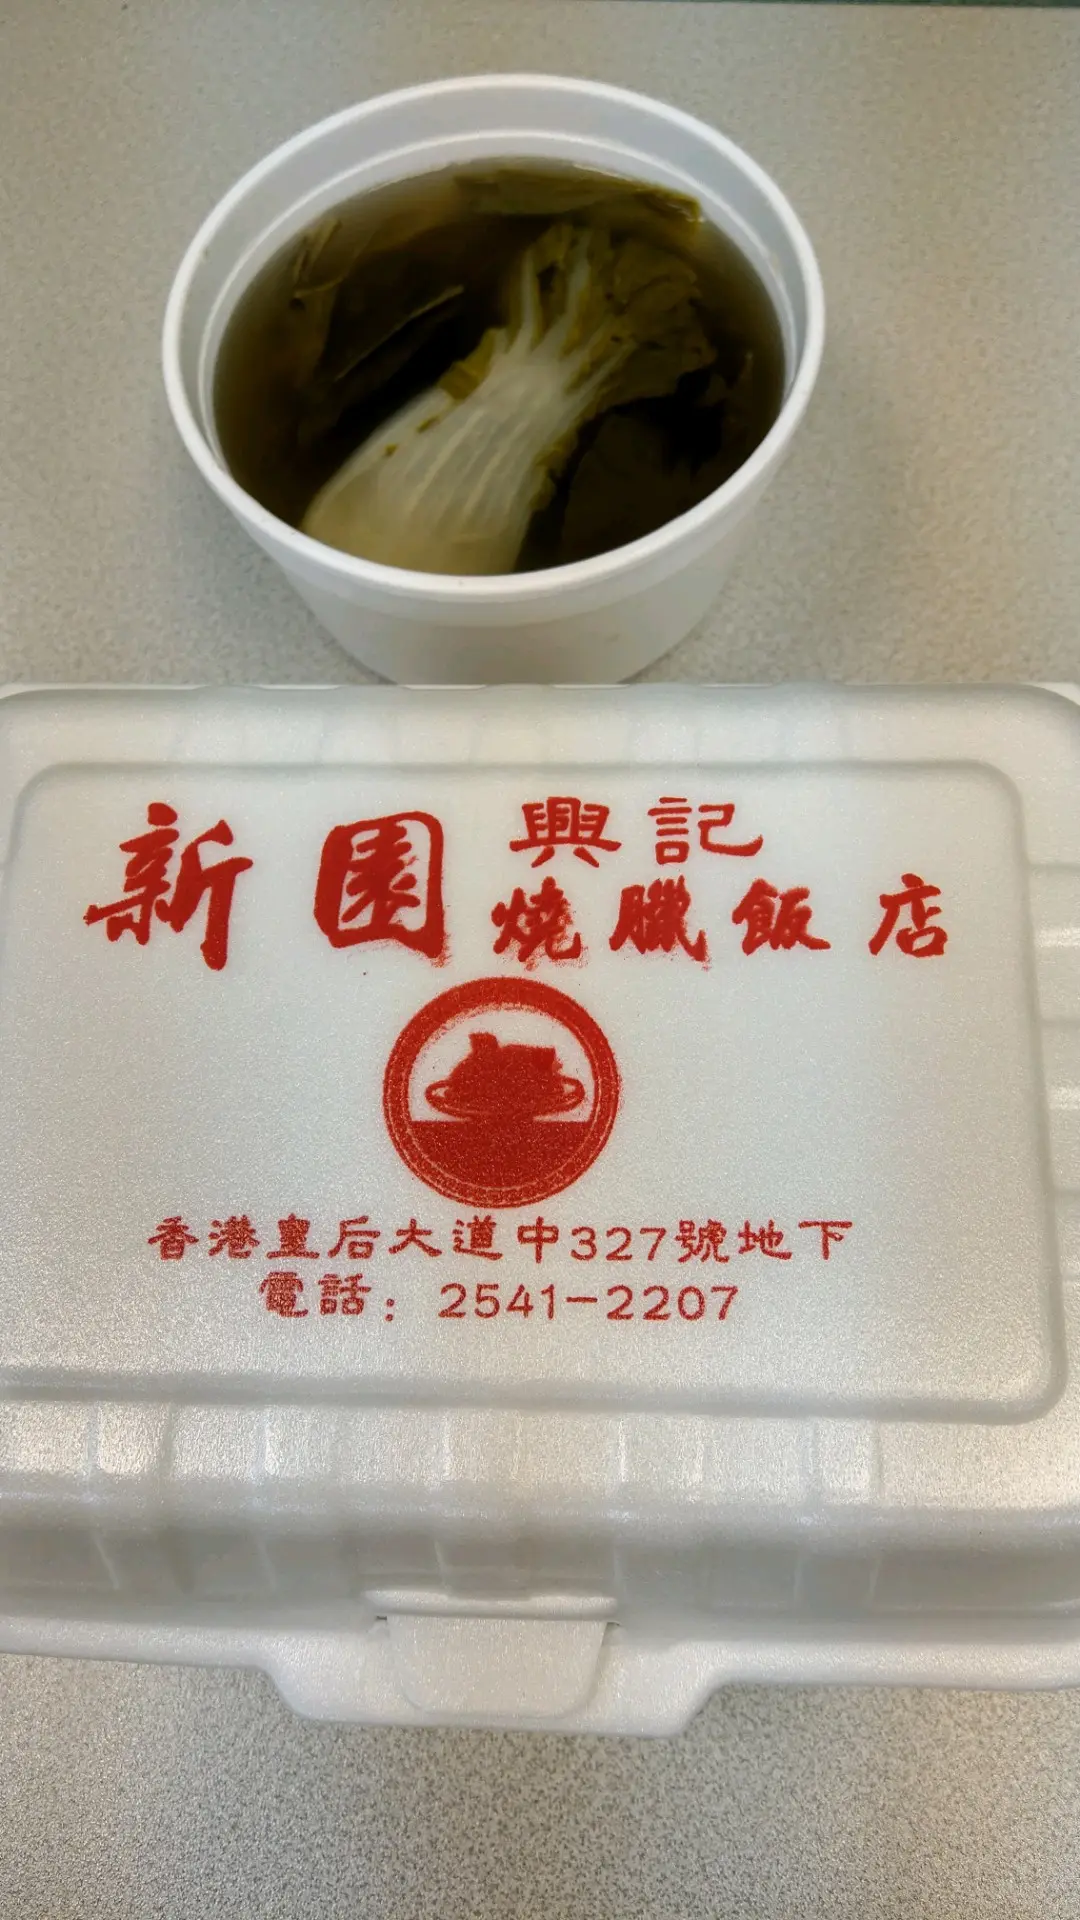 新園 興記
燒臘飯店
香港皇后大道中327號地下
電話：2541-2207